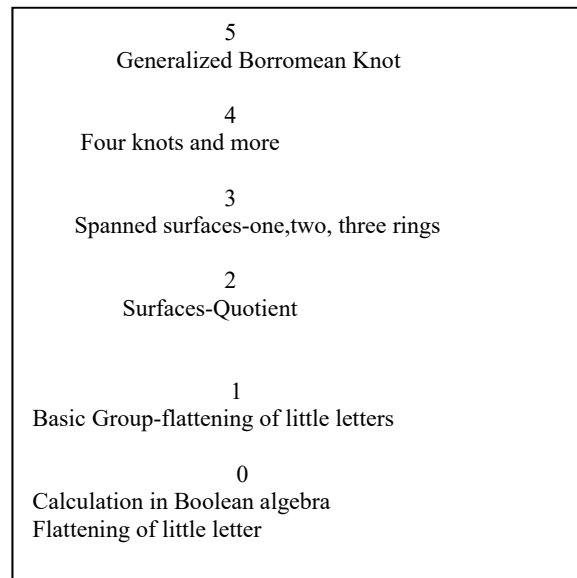 5
Generalized Borromean Knot
4
Four knots and more
3
Spanned surfaces-one,two, three rings
2
Surfaces-Quotient
1
Basic Group-flattening of little letters
0
Calculation in Boolean algebra
Flattening of little letter